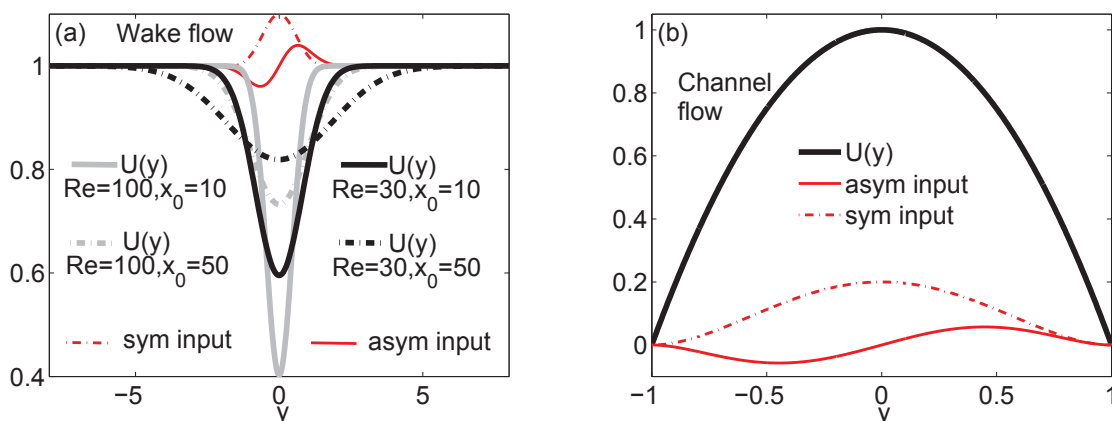 (a)
Wake flow
1
0.8
0.6
0.4
−5
0
5
y
U(y)
Re=100,x0=10
U(y)
Re=30,x0=10
U(y)
Re=100,x0=50
U(y)
Re=30,x0=50
sym input
asym input
(b)
Channel
flow
1
0.8
0.6
0.4
0.2
0
−1
−0.5
0
0.5
1
y
U(y)
asym input
sym input